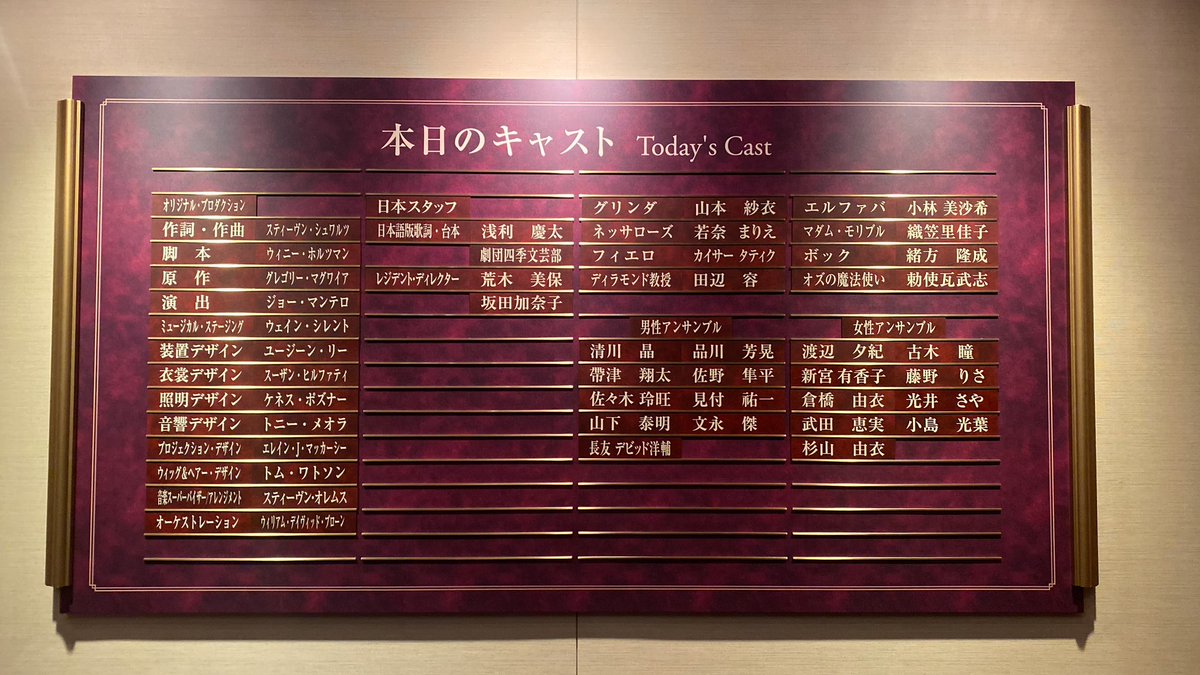 本日のキャスト Today's Cast
オリジナル・プロダクション
作詞・作曲 スティーヴン・シュワルツ
脚 本 ウィニー・ホルツマン
原 作 グレゴリー・マグワイア
演 出 ジョー・マンテロ
ミュージカル・ステージング ウェイン・シレント
装置デザイン ユージーン・リー
衣裳デザイン スーザン・ヒルファティ
照明デザイン ケネス・ポズナー
音響デザイン トニー・メオラ
プロジェクション・デザイン エレイン・J・マッカーシー
ウィッグ&ヘアー・デザイン トム・ワトソン
音楽スーパーバイザー/アレンジメント スティーヴン・オレムス
オーケストレーション ウィリアム・デイヴィッド・ブローン
日本スタッフ
日本語版歌詞・台本 浅利 慶太
劇団四季文芸部
レジデント・ディレクター 荒木 美保
坂田加奈子
グリンダ 山本 紗衣
ネッサローズ 若奈 まりえ
フィエロ カイサー タティク
ディラモンド教授 田辺 容
男性アンサンブル
清川 晶 品川 芳晃
帶津 翔太 佐野 隼平
佐々木 玲旺 見付 祐一
山下 泰明 文永 傑
長友 デビッド洋輔
エルファバ 小林 美沙希
マダム・モリブル 織笠里佳子
ボック 緒方 隆成
オズの魔法使い 勅使瓦武志
女性アンサンブル
渡辺 夕紀 古木 瞳
新宮 有香子 藤野 りさ
倉橋 由衣 光井 さや
武田 恵実 小島 光葉
杉山 由衣